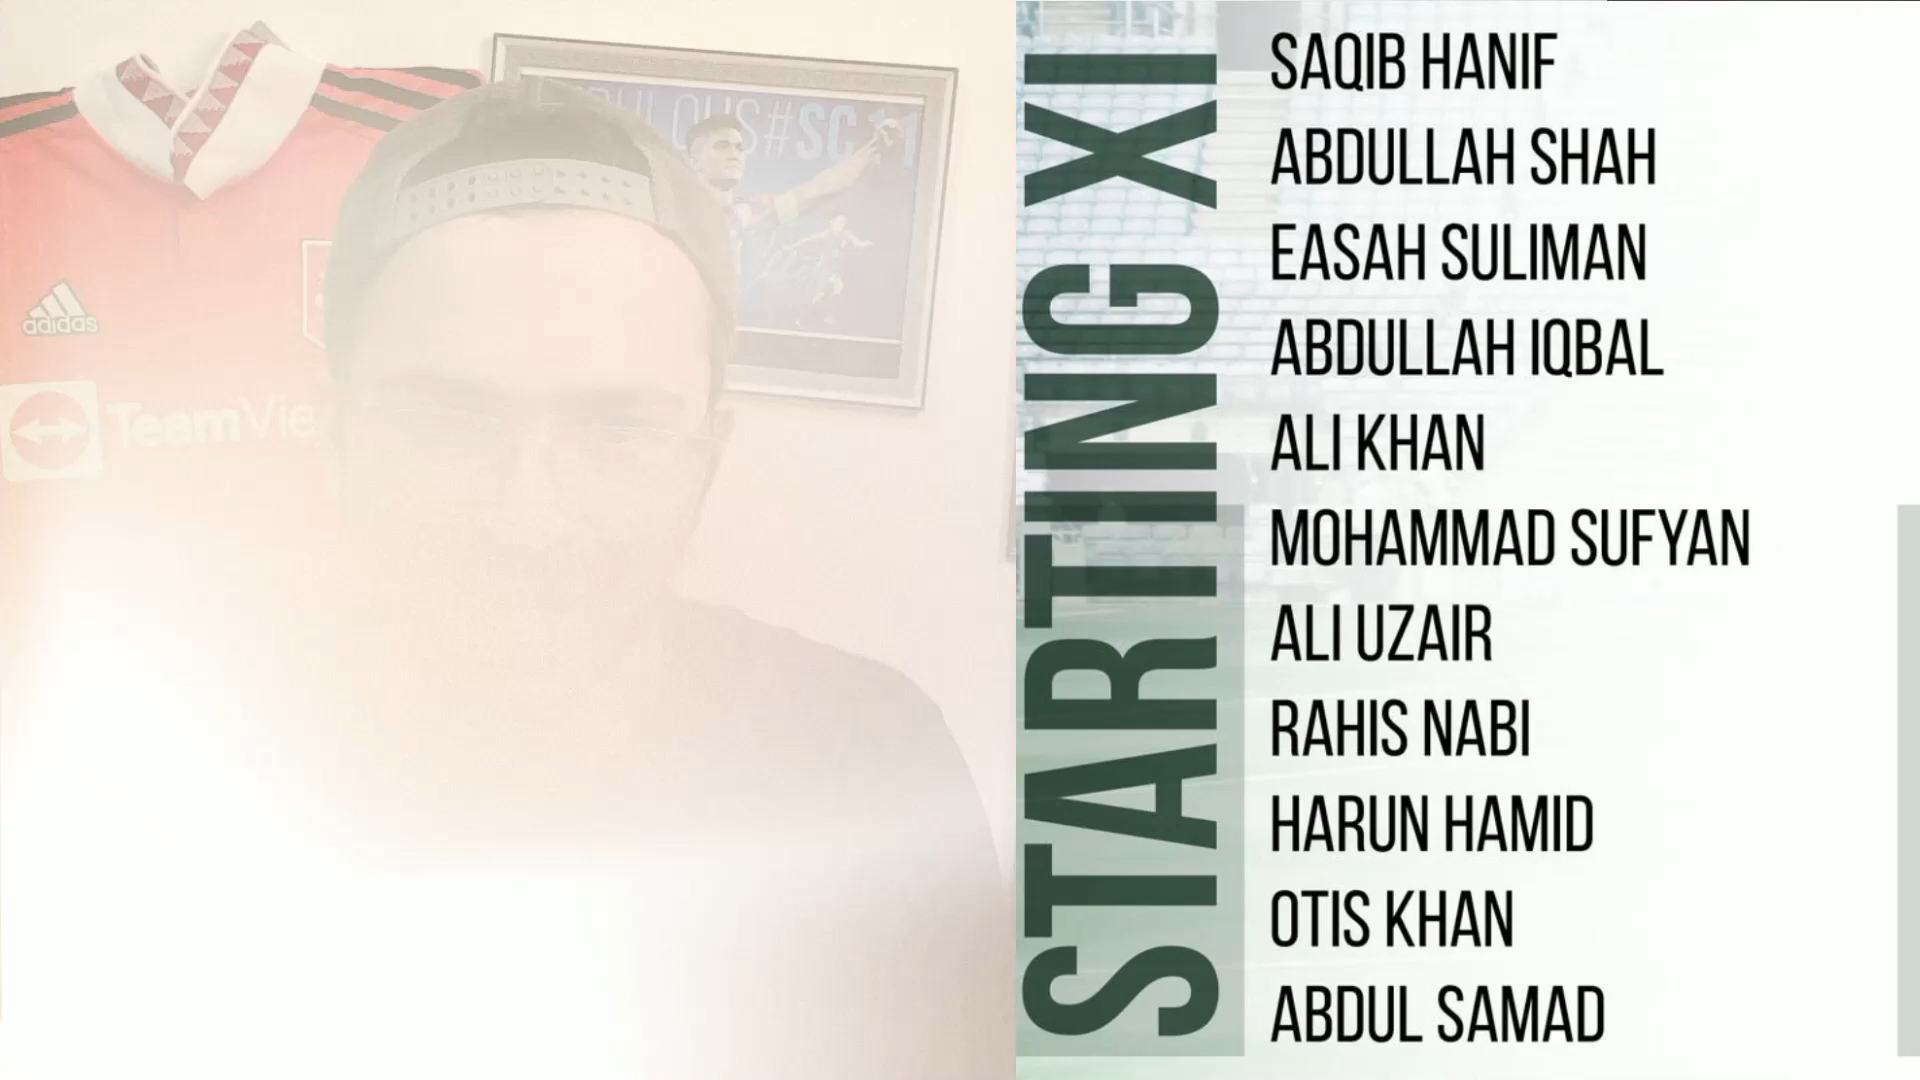 adidas
TeamVie
#SC11
STARTING XI
SAQIB HANIF
ABDULLAH SHAH
EASAH SULIMAN
ABDULLAH IQBAL
ALI KHAN
MOHAMMAD SUFYAN
ALI UZAIR
RAHIS NABI
HARUN HAMID
OTIS KHAN
ABDUL SAMAD